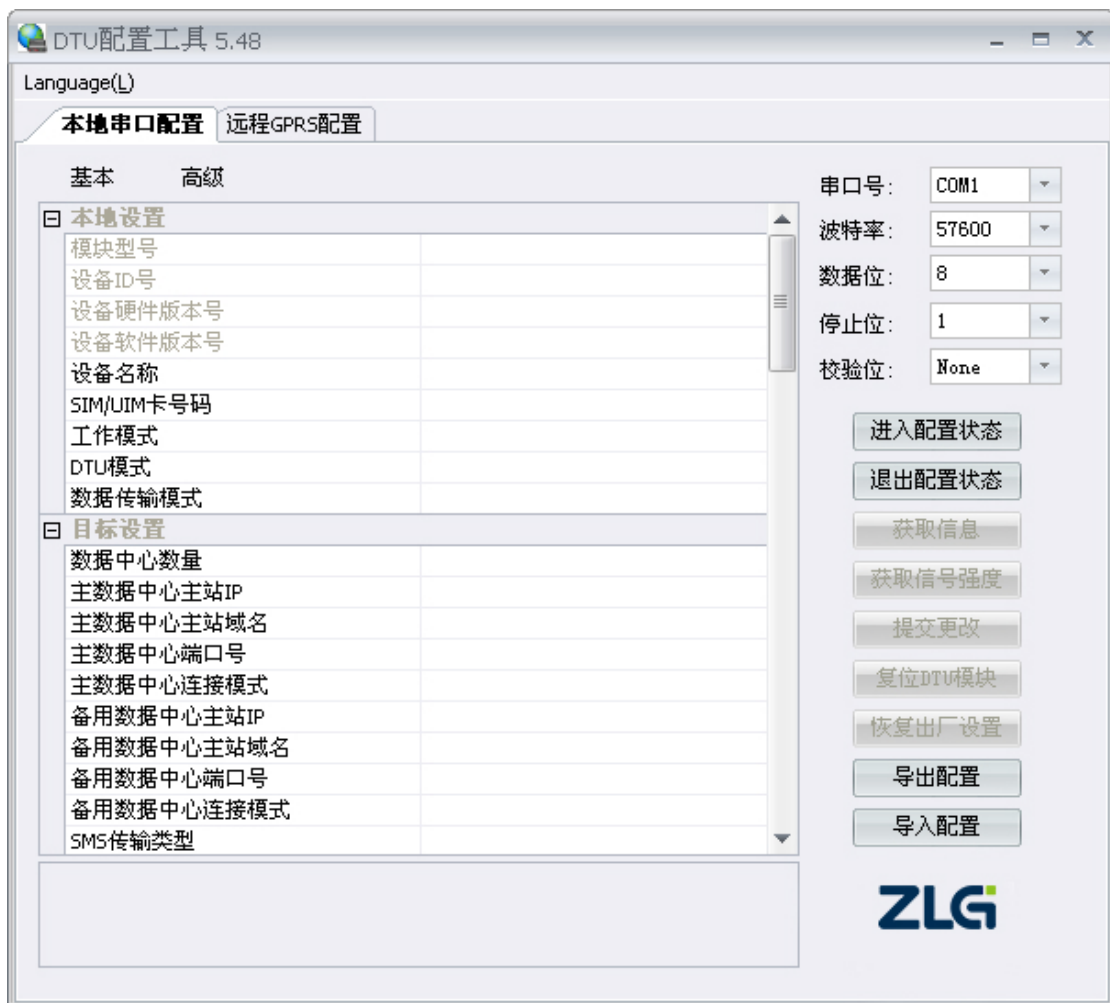 DTU配置工具 5.48
Language(L)
本地串口配置 远程GPRS配置
基本 高级
本地设置
模块型号
设备ID号
设备硬件版本号
设备软件版本号
设备名称
SIM/UIM卡号码
工作模式
DTU模式
数据传输模式
目标设置
数据中心数量
主数据中心主站IP
主数据中心主站域名
主数据中心端口号
主数据中心连接模式
备用数据中心主站IP
备用数据中心主站域名
备用数据中心端口号
备用数据中心连接模式
SMS传输类型
串口号: COM1
波特率: 57600
数据位: 8
停止位: 1
校验位: None
进入配置状态
退出配置状态
获取信息
获取信号强度
提交更改
复位DTU模块
恢复出厂设置
导出配置
导入配置
ZLG